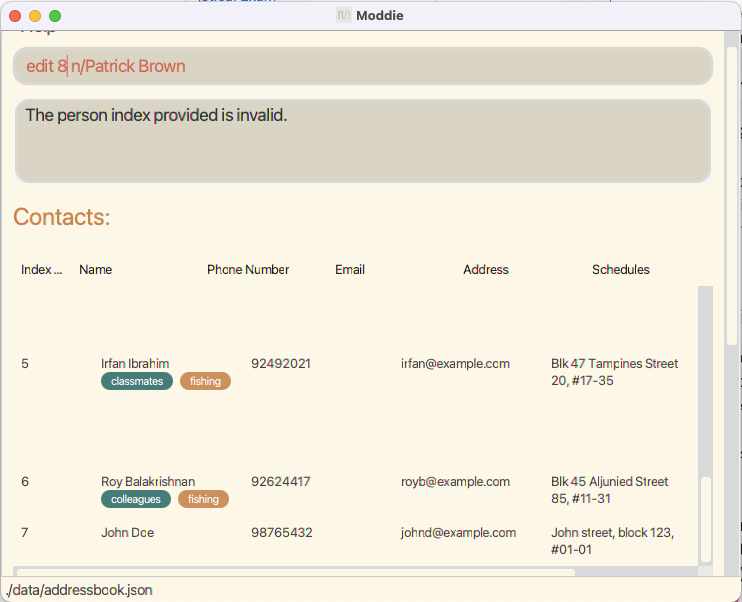 Moddie
Help
edit 8 n/Patrick Brown
The person index provided is invalid.
Contacts:
Index ... Name Phone Number Email Address Schedules
5 Irfan Ibrahim 92492021 irfan@example.com Blk 47 Tampines Street
classmates fishing 20, #17-35
6 Roy Balakrishnan 92624417 royb@example.com Blk 45 Aljunied Street
colleagues fishing 85, #11-31
7 John Doe 98765432 johnd@example.com John street, block 123,
#01-01
./data/addressbook.json